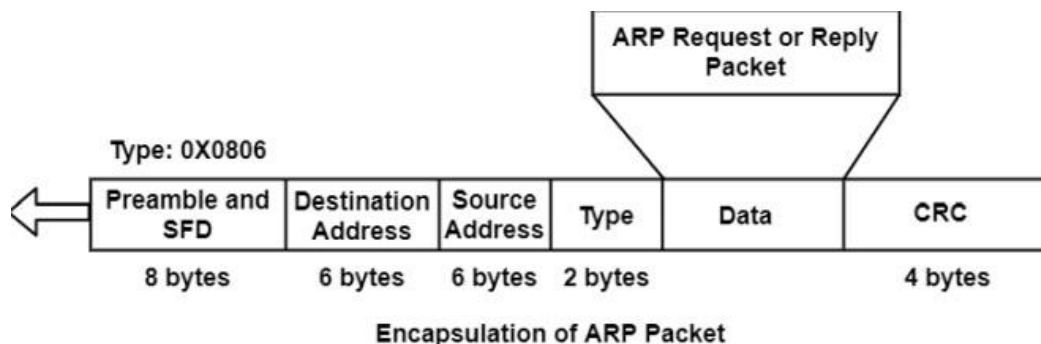 ARP Request or Reply
Packet
Type: 0X0806
Preamble and
SFD
Destination
Address
Source
Address
Type
Data
CRC
8 bytes
6 bytes
6 bytes
2 bytes
4 bytes
Encapsulation of ARP Packet